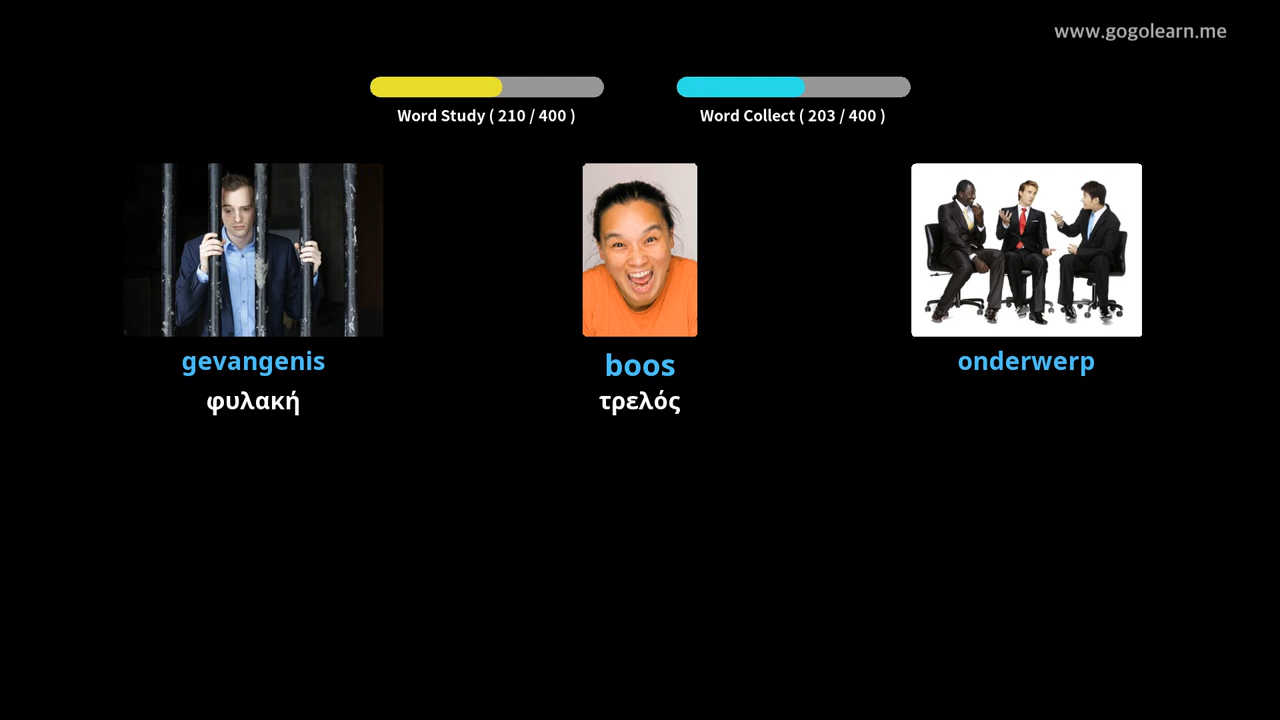 www.gogolearn.me
Word Study ( 210 / 400 )
Word Collect ( 203 / 400 )
gevangenis
boos
onderwerp
φυλακή
τρελός